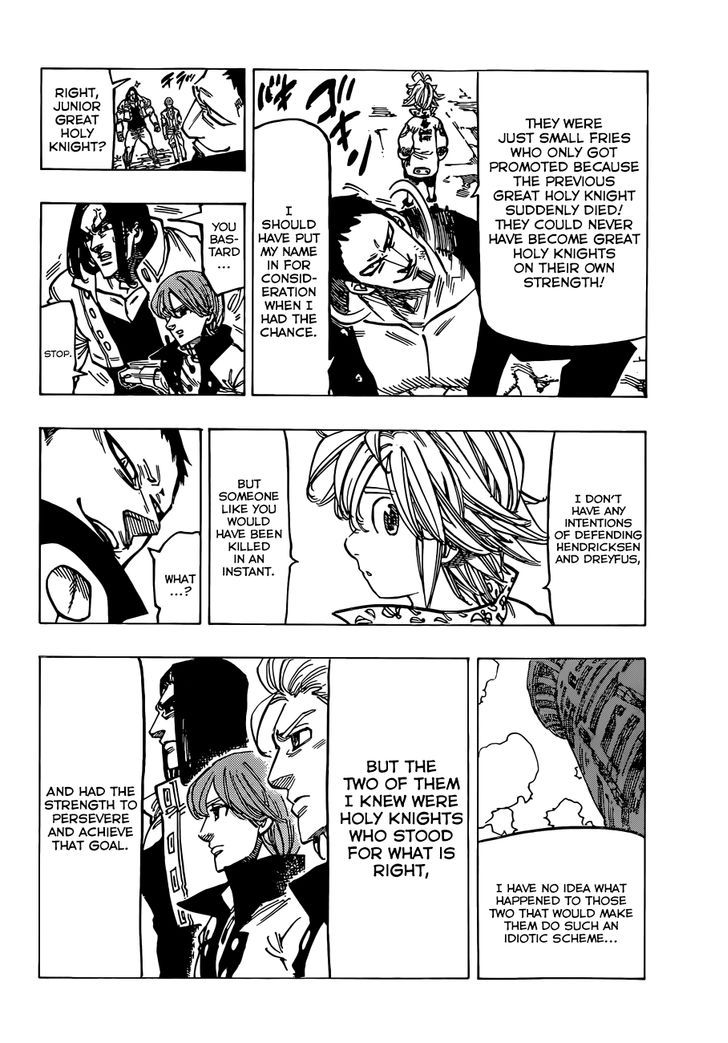 THEY WERE
JUST SMALL FRIES
WHO ONLY GOT
PROMOTED BECAUSE
THE PREVIOUS
GREAT HOLY KNIGHT
SUDDENLY DIED!
THEY COULD NEVER
HAVE BECOME GREAT
HOLY KNIGHTS
ON THEIR OWN
STRENGTH!
I
SHOULD
HAVE PUT
MY NAME
IN FOR
CONSID-
ERATION
WHEN I
HAD THE
CHANCE.
RIGHT,
JUNIOR
GREAT
HOLY
KNIGHT?
YOU
BAS-
TARD
...
STOP.
I DON'T
HAVE ANY
INTENTIONS
OF DEFENDING
HENDRICKSEN
AND DREYFUS,
BUT
SOMEONE
LIKE YOU
WOULD
HAVE BEEN
KILLED
IN AN
INSTANT.
WHAT
...?
I HAVE NO IDEA WHAT
HAPPENED TO THOSE
TWO THAT WOULD MAKE
THEM DO SUCH AN
IDIOTIC SCHEME...
BUT THE
TWO OF THEM
I KNEW WERE
HOLY KNIGHTS
WHO STOOD
FOR WHAT IS
RIGHT,
AND HAD THE
STRENGTH TO
PERSEVERE
AND ACHIEVE
THAT GOAL.